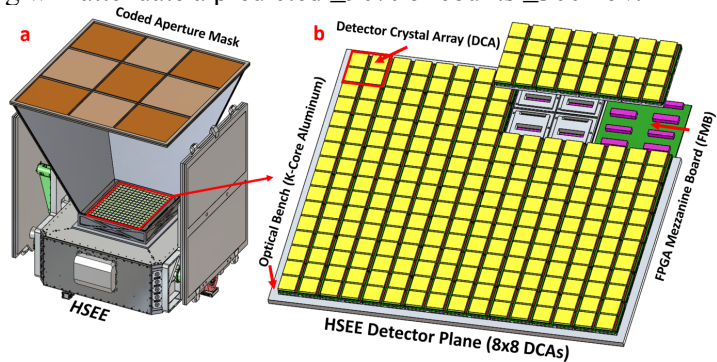 Coded Aperture Mask
a
HSEE
b
Detector Crystal Array (DCA)
Optical Bench (K-Core Aluminum)
FPGA Mezzanine Board (FMB)
HSEE Detector Plane (8x8 DCAs)